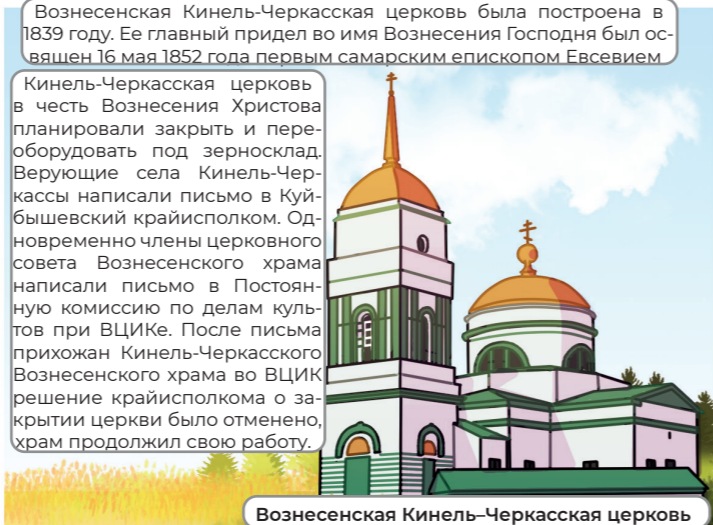 Вознесенская Кинель-Черкасская церковь была построена в
1839 году. Ее главный придел во имя Вознесения Господня был ос-
вящен 16 мая 1852 года первым самарским епископом Евсевием
Кинель-Черкасская церковь
в честь Вознесения Христова
планировали закрыть и пере-
оборудовать под зерносклад.
Верующие села Кинель-Чер-
кассы написали письмо в Куй-
бышевский крайисполком. Од-
новременно члены церковного
совета Вознесенского храма
написали письмо в Постоян-
ную комиссию по делам куль-
тов при ВЦИКе. После письма
прихожан Кинель-Черкасского
Вознесенского храма во ВЦИК
решение крайисполкома о за-
крытии церкви было отменено,
храм продолжил свою работу.
Вознесенская Кинель–Черкасская церковь